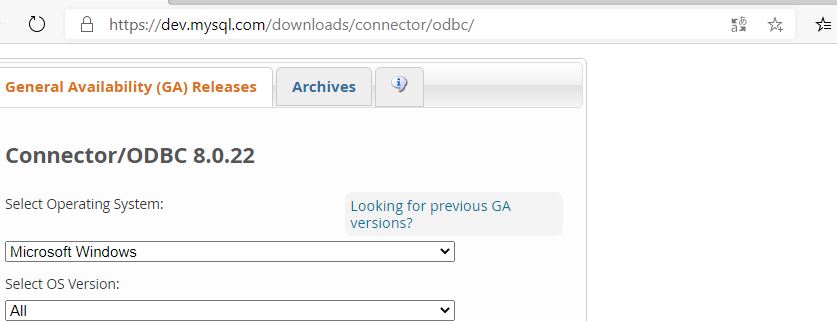 https://dev.mysql.com/downloads/connector/odbc/
General Availability (GA) Releases
Archives
Connector/ODBC 8.0.22
Select Operating System:
Looking for previous GA
versions?
Microsoft Windows
Select OS Version:
All